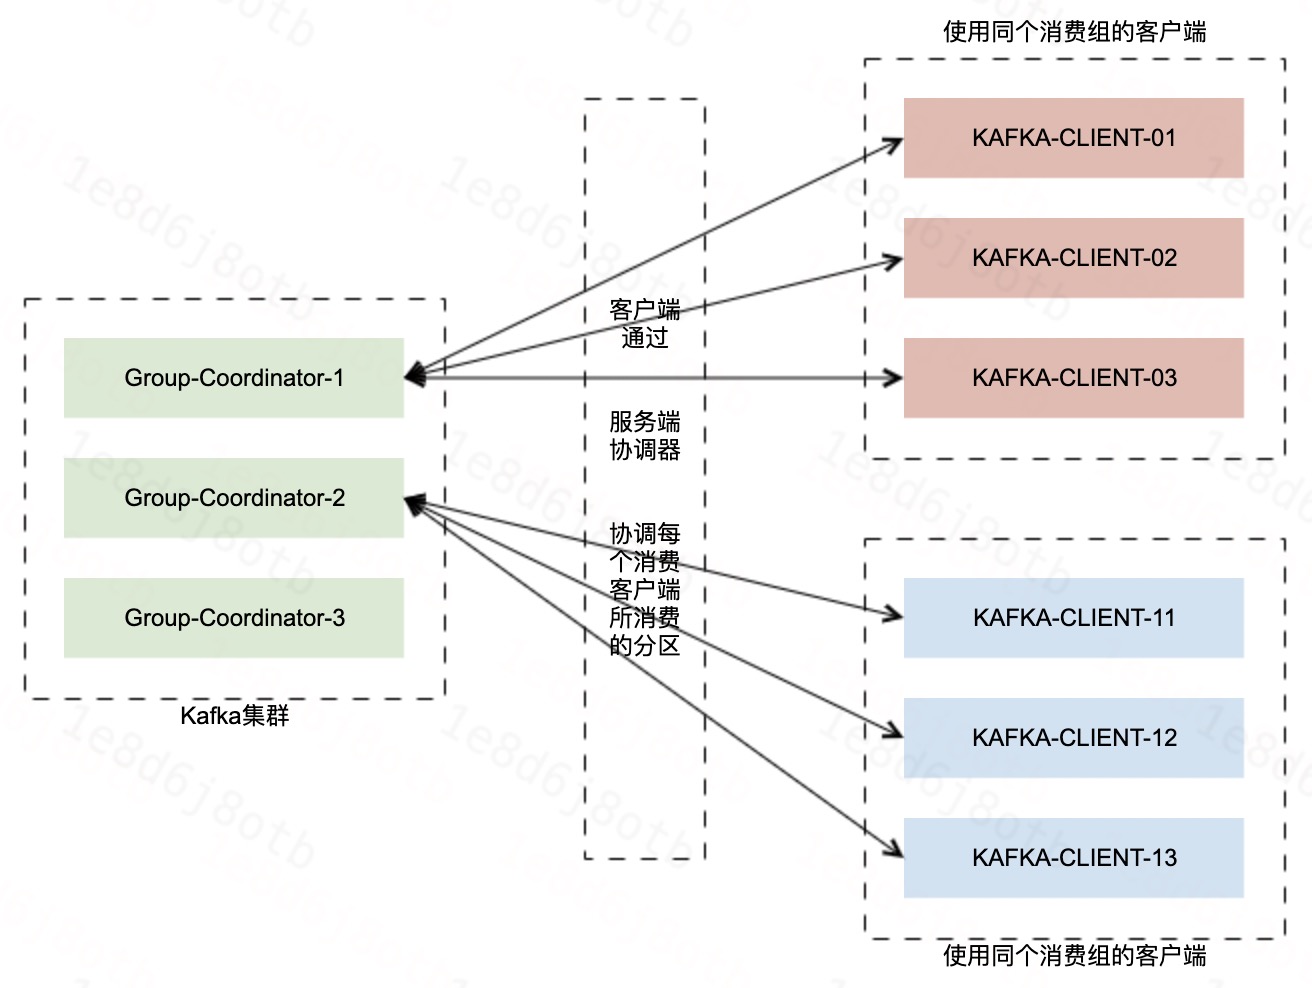 使用同个消费组的客户端
KAFKA-CLIENT-01
KAFKA-CLIENT-02
KAFKA-CLIENT-03
Group-Coordinator-1
Group-Coordinator-2
Group-Coordinator-3
Kafka集群
客户端
通过
服务端
协调器
协调每
个消费
客户端
所消费
的分区
KAFKA-CLIENT-11
KAFKA-CLIENT-12
KAFKA-CLIENT-13
使用同个消费组的客户端
1e8d6j8otb